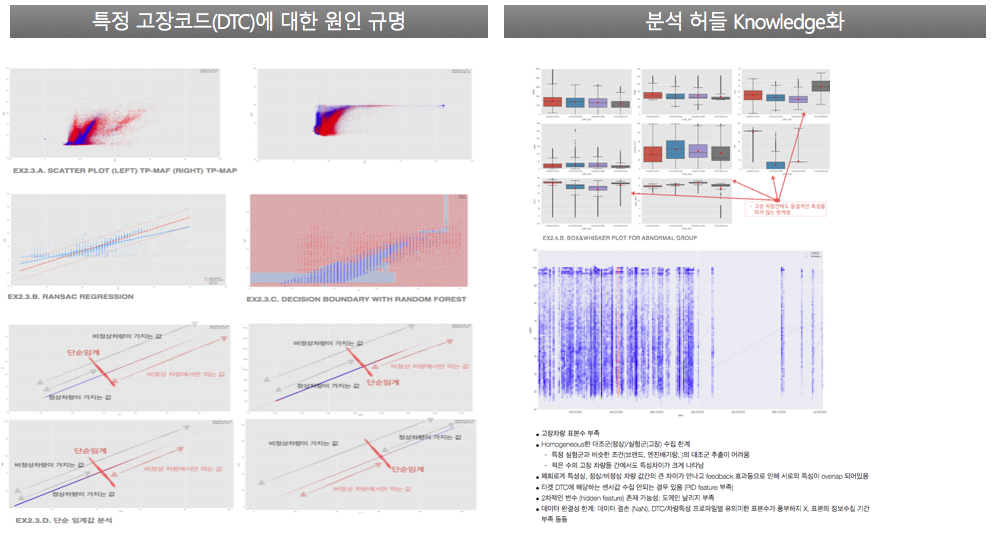 특정 고장코드(DTC)에 대한 원인 규명
분석 허들 Knowledge화
EX2.3.A. SCATTER PLOT (LEFT) TP-MAF (RIGHT) TP-MAP
EX2.3.B. RANSAC REGRESSION
EX2.3.C. DECISION BOUNDARY WITH RANDOM FOREST
비정상차량이 가지는 값
단순임계
비정상 차량에서만 띄는 값
정상차량이 가지는 값
비정상차량이 가지는 값
비정상 차량에서만 띄는 값
단순임계
정상차량이 가지는 값
비정상차량이 가지는 값
단순임계
비정상 차량에서만 띄는 값
정상차량이 가지는 값
정상차량이 가지는 값
단순임계
비정상 차량에서만 띄는 값
비정상차량이 가지는 값
EX2.3.D. 단순 임계값 분석
- 고장 차량간에도 동질적인 특성을
띄지 않는 한계점
EX2.4.B. BOX&WHISKER PLOT FOR ABNORMAL GROUP
• 고장차량 표본수 부족
• Homogeneous한 대조군(정상)/실험군(고장) 수집 한계
- 특정 실험군과 비슷한 조건(브랜드, 엔진배기량, )의 대조군 추출이 어려움
- 적은 수의 고장 차량들 간에서도 특성차이가 크게 나타남
• 폐회로계 특성상, 정상/비정상 차량 값간의 큰 차이가 안나고 feedback 효과등으로 인해 서로의 특성이 overlap 되어있음
• 타겟 DTC에 해당하는 센서값 수집 안되는 경우 있음 (PID feature 부족)
• 2차적인 변수 (hidden feature) 존재 가능성; 도메인 날리지 부족
• 데이터 완결성 한계: 데이터 결손 (NaN), DTC/차량특성 프로파일별 유의미한 표본수가 풍부하지 X, 표본의 정보수집 기간
부족 등등